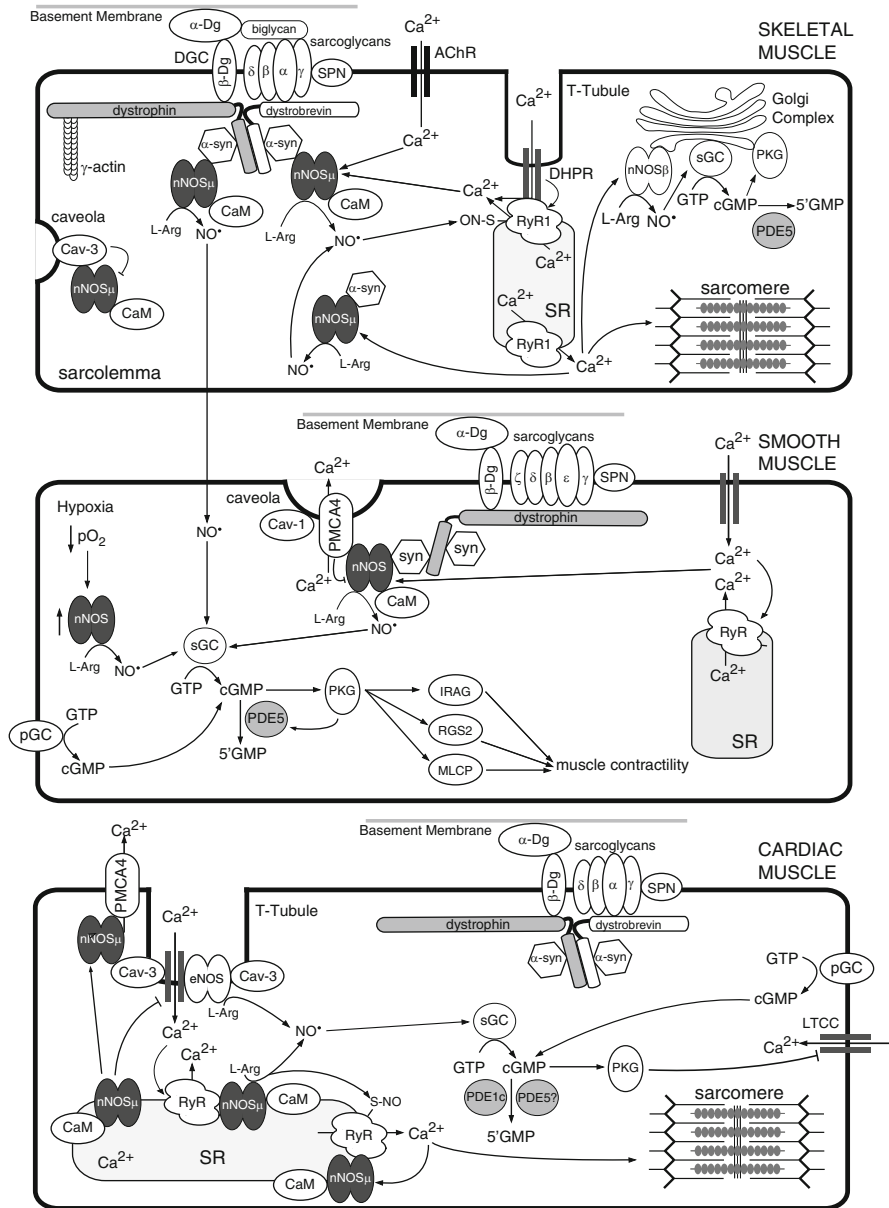 Basement Membrane
α-Dg
biglycan
Ca2+
SKELETAL
MUSCLE
DGC
β-Dg
sarcoglycans
δ β α γ
SPN
AChR
T-Tubule
Ca2+
Golgi
Complex
dystrophin
dystrobrevin
γ-actin
α-syn
α-syn
Ca2+
nNOSμ
nNOSμ
CaM
CaM
L-Arg
NO•
L-Arg
NO•
Ca2+
DHPR
ON-S
RyR1
Ca2+
nNOSβ
sGC
PKG
GTP
L-Arg
NO•
cGMP
5'GMP
PDE5
caveola
Cav-3
nNOSμ
CaM
α-syn
nNOSμ
NO•
L-Arg
Ca2+
SR
RyR1
Ca2+
sarcomere
sarcolemma
Basement Membrane
α-Dg
sarcoglycans
β-Dg
ζ δ β ε γ
SPN
Ca2+
SMOOTH
MUSCLE
Ca2+
caveola
Cav-1
PMCA4
dystrophin
Hypoxia
pO2
NO•
syn
syn
nNOS
Ca2+
CaM
L-Arg
NO•
Ca2+
Ca2+
RyR
Ca2+
SR
nNOS
L-Arg
NO•
sGC
GTP
cGMP
PKG
PDE5
5'GMP
IRAG
RGS2
MLCP
muscle contractility
pGC
GTP
cGMP
Basement Membrane
α-Dg
sarcoglycans
β-Dg
δ β α γ
SPN
CARDIAC
MUSCLE
Ca2+
PMCA4
nNOSμ
Ca2+
T-Tubule
Cav-3
eNOS
Cav-3
L-Arg
dystrophin
dystrobrevin
α-syn
α-syn
GTP
pGC
cGMP
LTCC
Ca2+
Ca2+
Ca2+
NO•
sGC
GTP
cGMP
PKG
PDE1c
PDE5?
5'GMP
L-Arg
nNOSμ
CaM
RyR
nNOSμ
CaM
S-NO
RyR
Ca2+
Ca2+
SR
CaM
nNOSμ
sarcomere